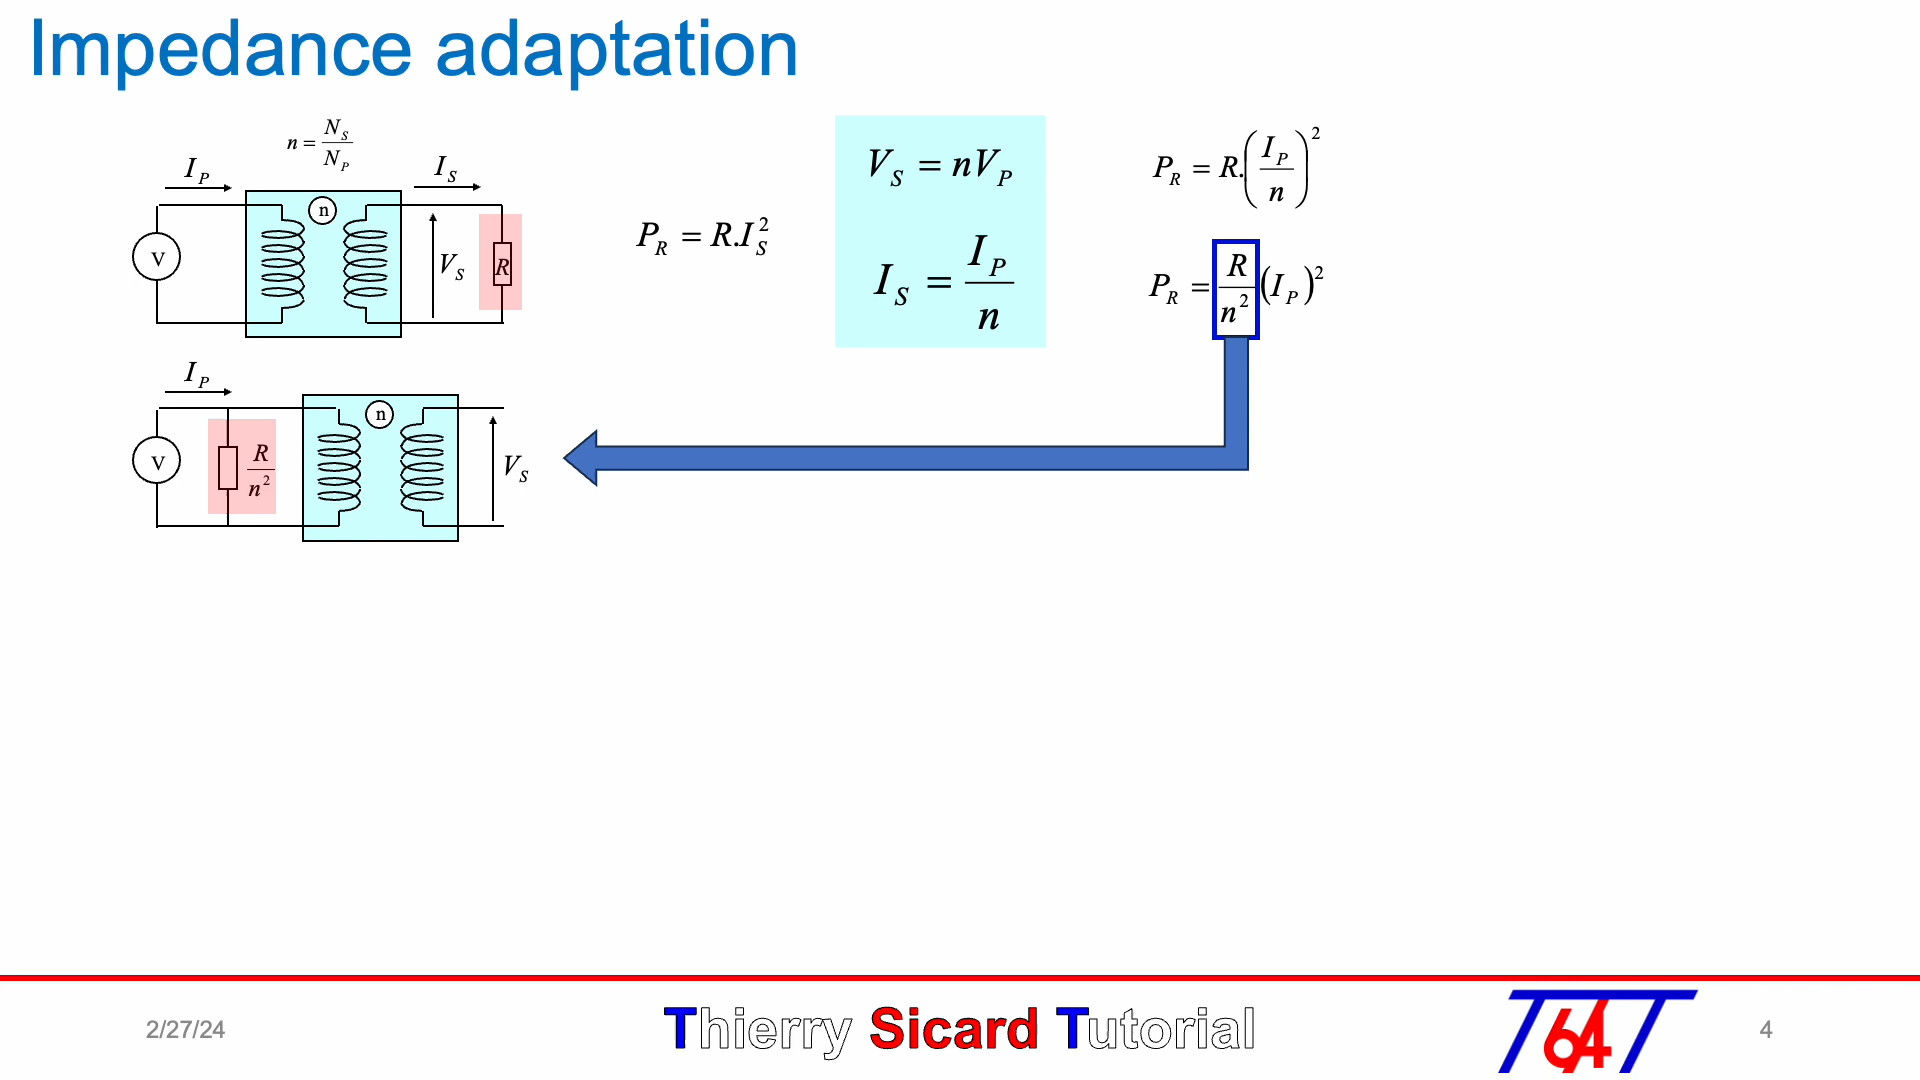 Impedance adaptation
n = N_S / N_P
I_P
I_S
n
V
V_S
R
P_R = R.I_S^2
V_S = nV_P
I_S = I_P / n
P_R = R.(I_P / n)^2
P_R = R / n^2 (I_P)^2
I_P
n
V
R / n^2
V_S
2/27/24
Thierry Sicard Tutorial
T64T
4